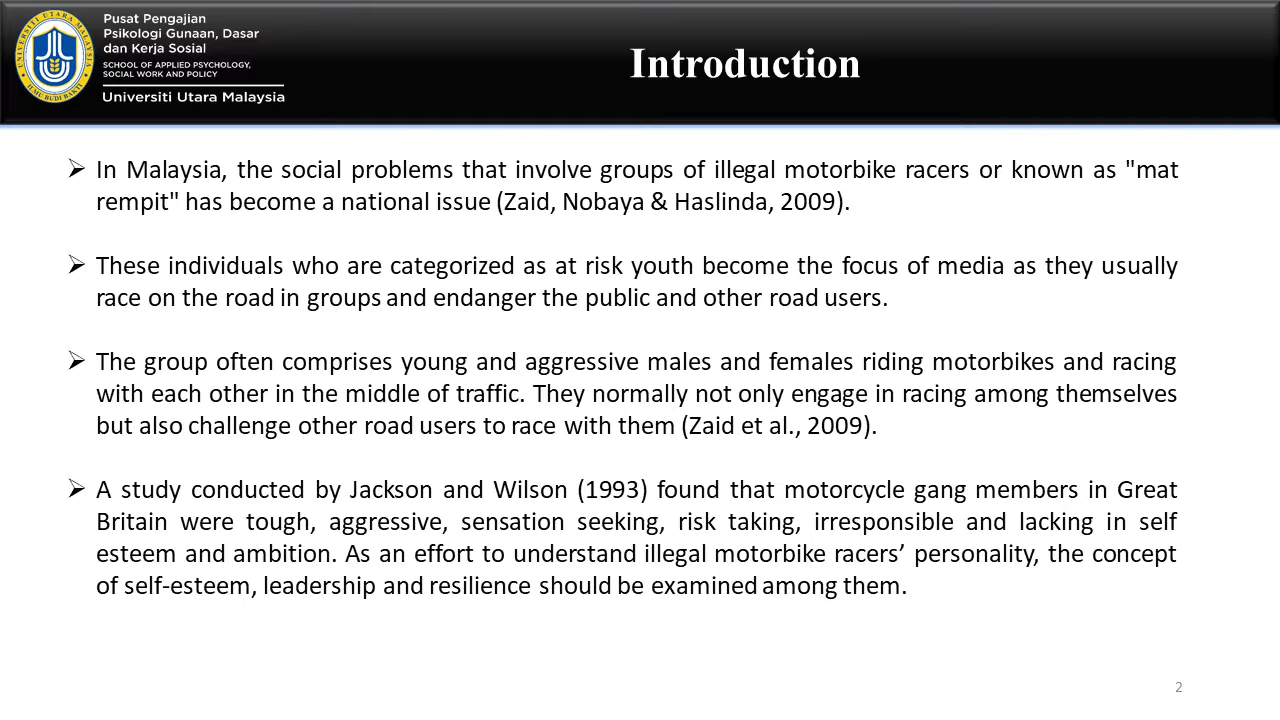 Pusat Pengajian
Psikologi Gunaan, Dasar
dan Kerja Sosial
SCHOOL OF APPLIED PSYCHOLOGY,
SOCIAL WORK AND POLICY
Universiti Utara Malaysia
UNIVERSITI UTARA MALAYSIA
ILMU BUDI BAKTI
Introduction
In Malaysia, the social problems that involve groups of illegal motorbike racers or known as "mat
rempit" has become a national issue (Zaid, Nobaya & Haslinda, 2009).
These individuals who are categorized as at risk youth become the focus of media as they usually
race on the road in groups and endanger the public and other road users.
The group often comprises young and aggressive males and females riding motorbikes and racing
with each other in the middle of traffic. They normally not only engage in racing among themselves
but also challenge other road users to race with them (Zaid et al., 2009).
A study conducted by Jackson and Wilson (1993) found that motorcycle gang members in Great
Britain were tough, aggressive, sensation seeking, risk taking, irresponsible and lacking in self
esteem and ambition. As an effort to understand illegal motorbike racers’ personality, the concept
of self-esteem, leadership and resilience should be examined among them.
2